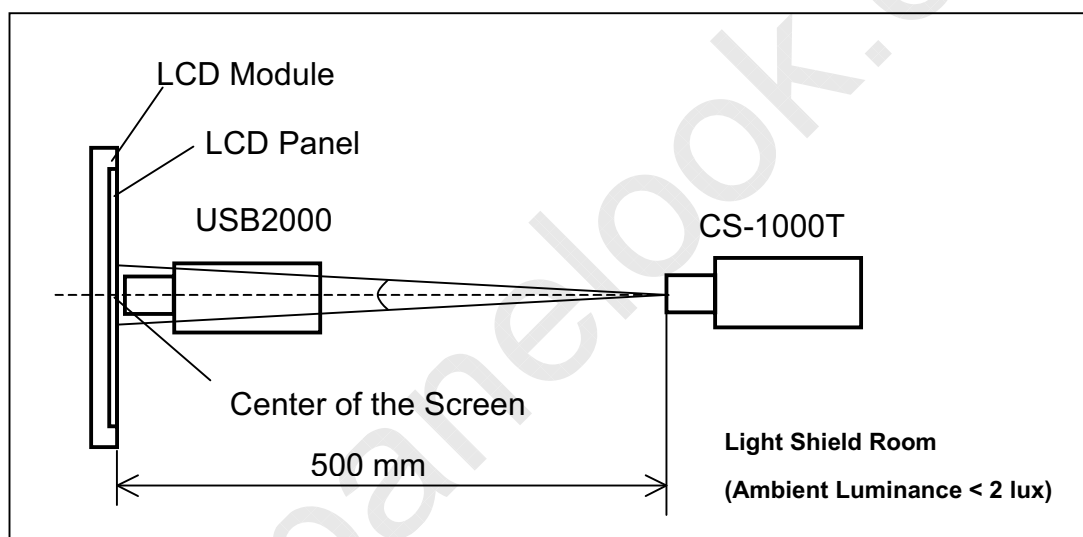 LCD Module
LCD Panel
USB2000
CS-1000T
Center of the Screen
500 mm
Light Shield Room
(Ambient Luminance < 2 lux)
panelook.